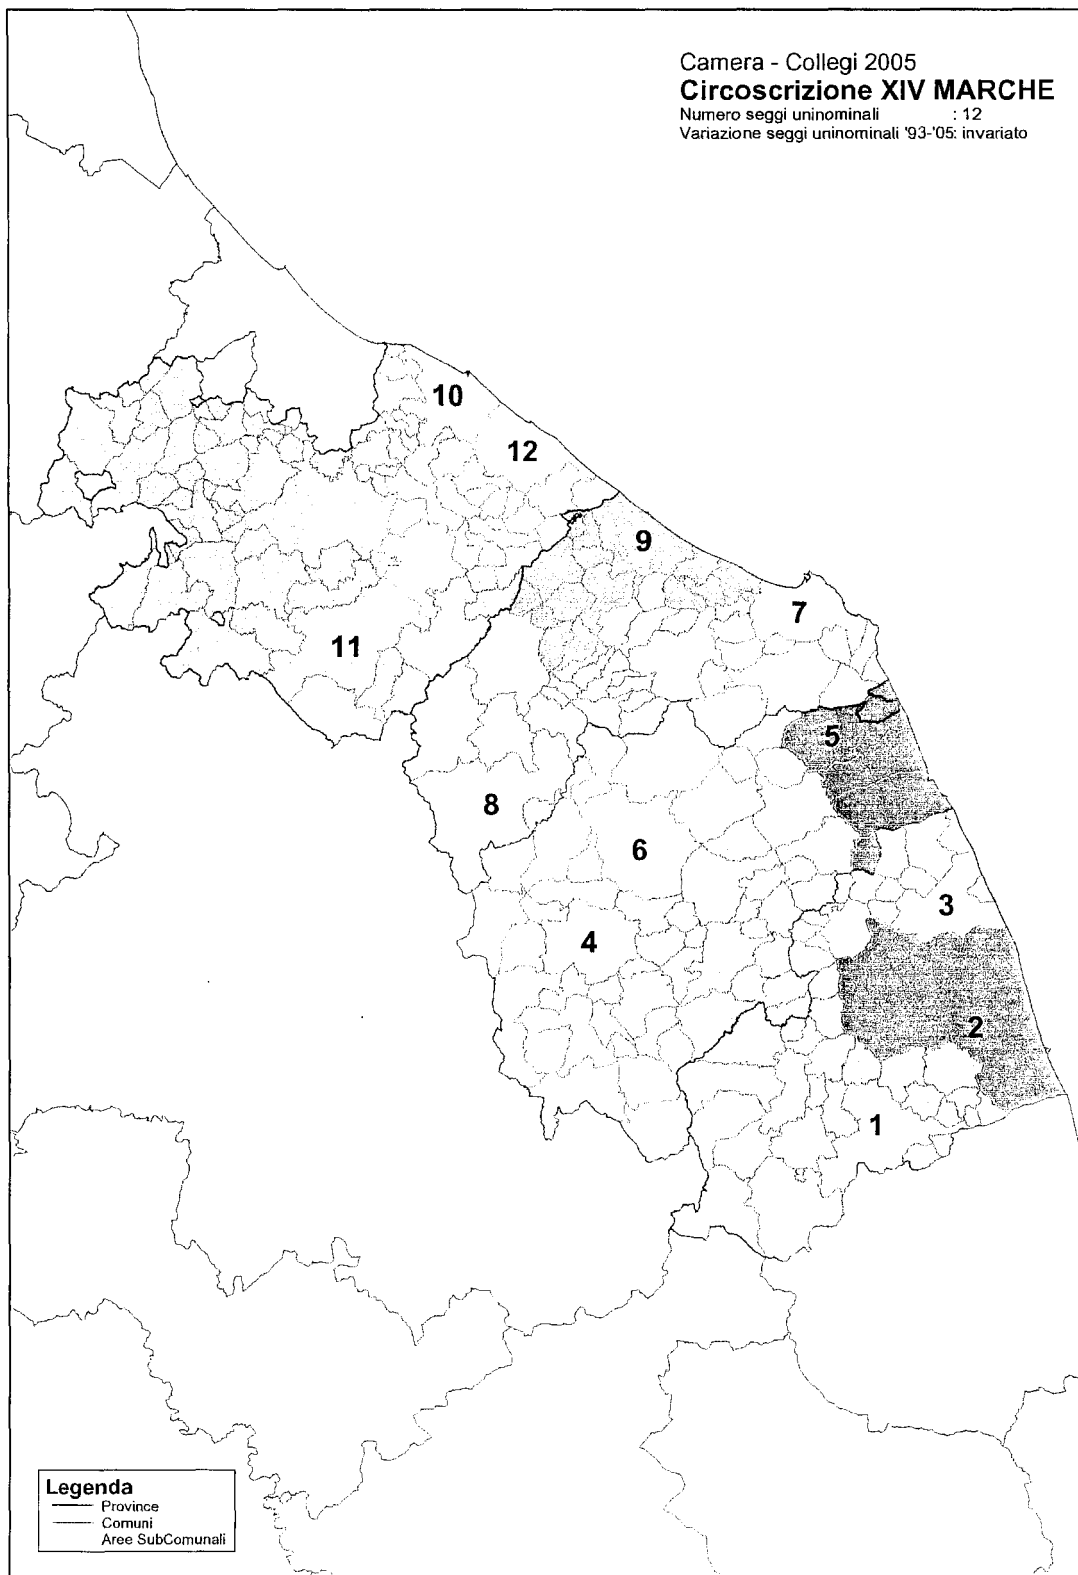 Camera - Collegi 2005
Circoscrizione XIV MARCHE
Numero seggi uninominali : 12
Variazione seggi uninominali '93-'05: invariato
10
12
9
7
11
5
8
6
3
4
2
1
Legenda
Province
Comuni
Aree SubComunali